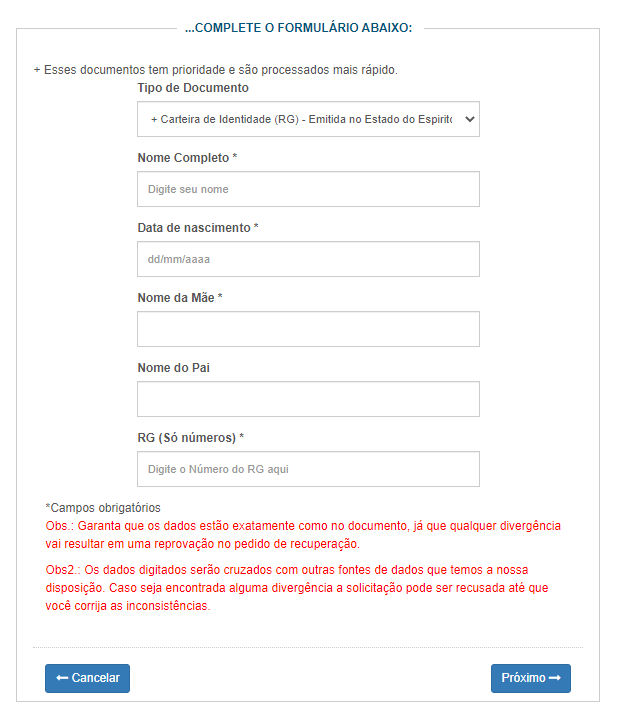 ...COMPLETE O FORMULÁRIO ABAIXO:
+ Esses documentos tem prioridade e são processados mais rápido.
Tipo de Documento
+ Carteira de Identidade (RG) - Emitida no Estado do Espirito
Nome Completo *
Digite seu nome
Data de nascimento *
dd/mm/aaaa
Nome da Mãe *
Nome do Pai
RG (Só números) *
Digite o Número do RG aqui
*Campos obrigatórios
Obs.: Garanta que os dados estão exatamente como no documento, já que qualquer divergência
vai resultar em uma reprovação no pedido de recuperação.
Obs2.: Os dados digitados serão cruzados com outras fontes de dados que temos a nossa
disposição. Caso seja encontrada alguma divergência a solicitação pode ser recusada até que
você corrija as inconsistências.
← Cancelar
Próximo →